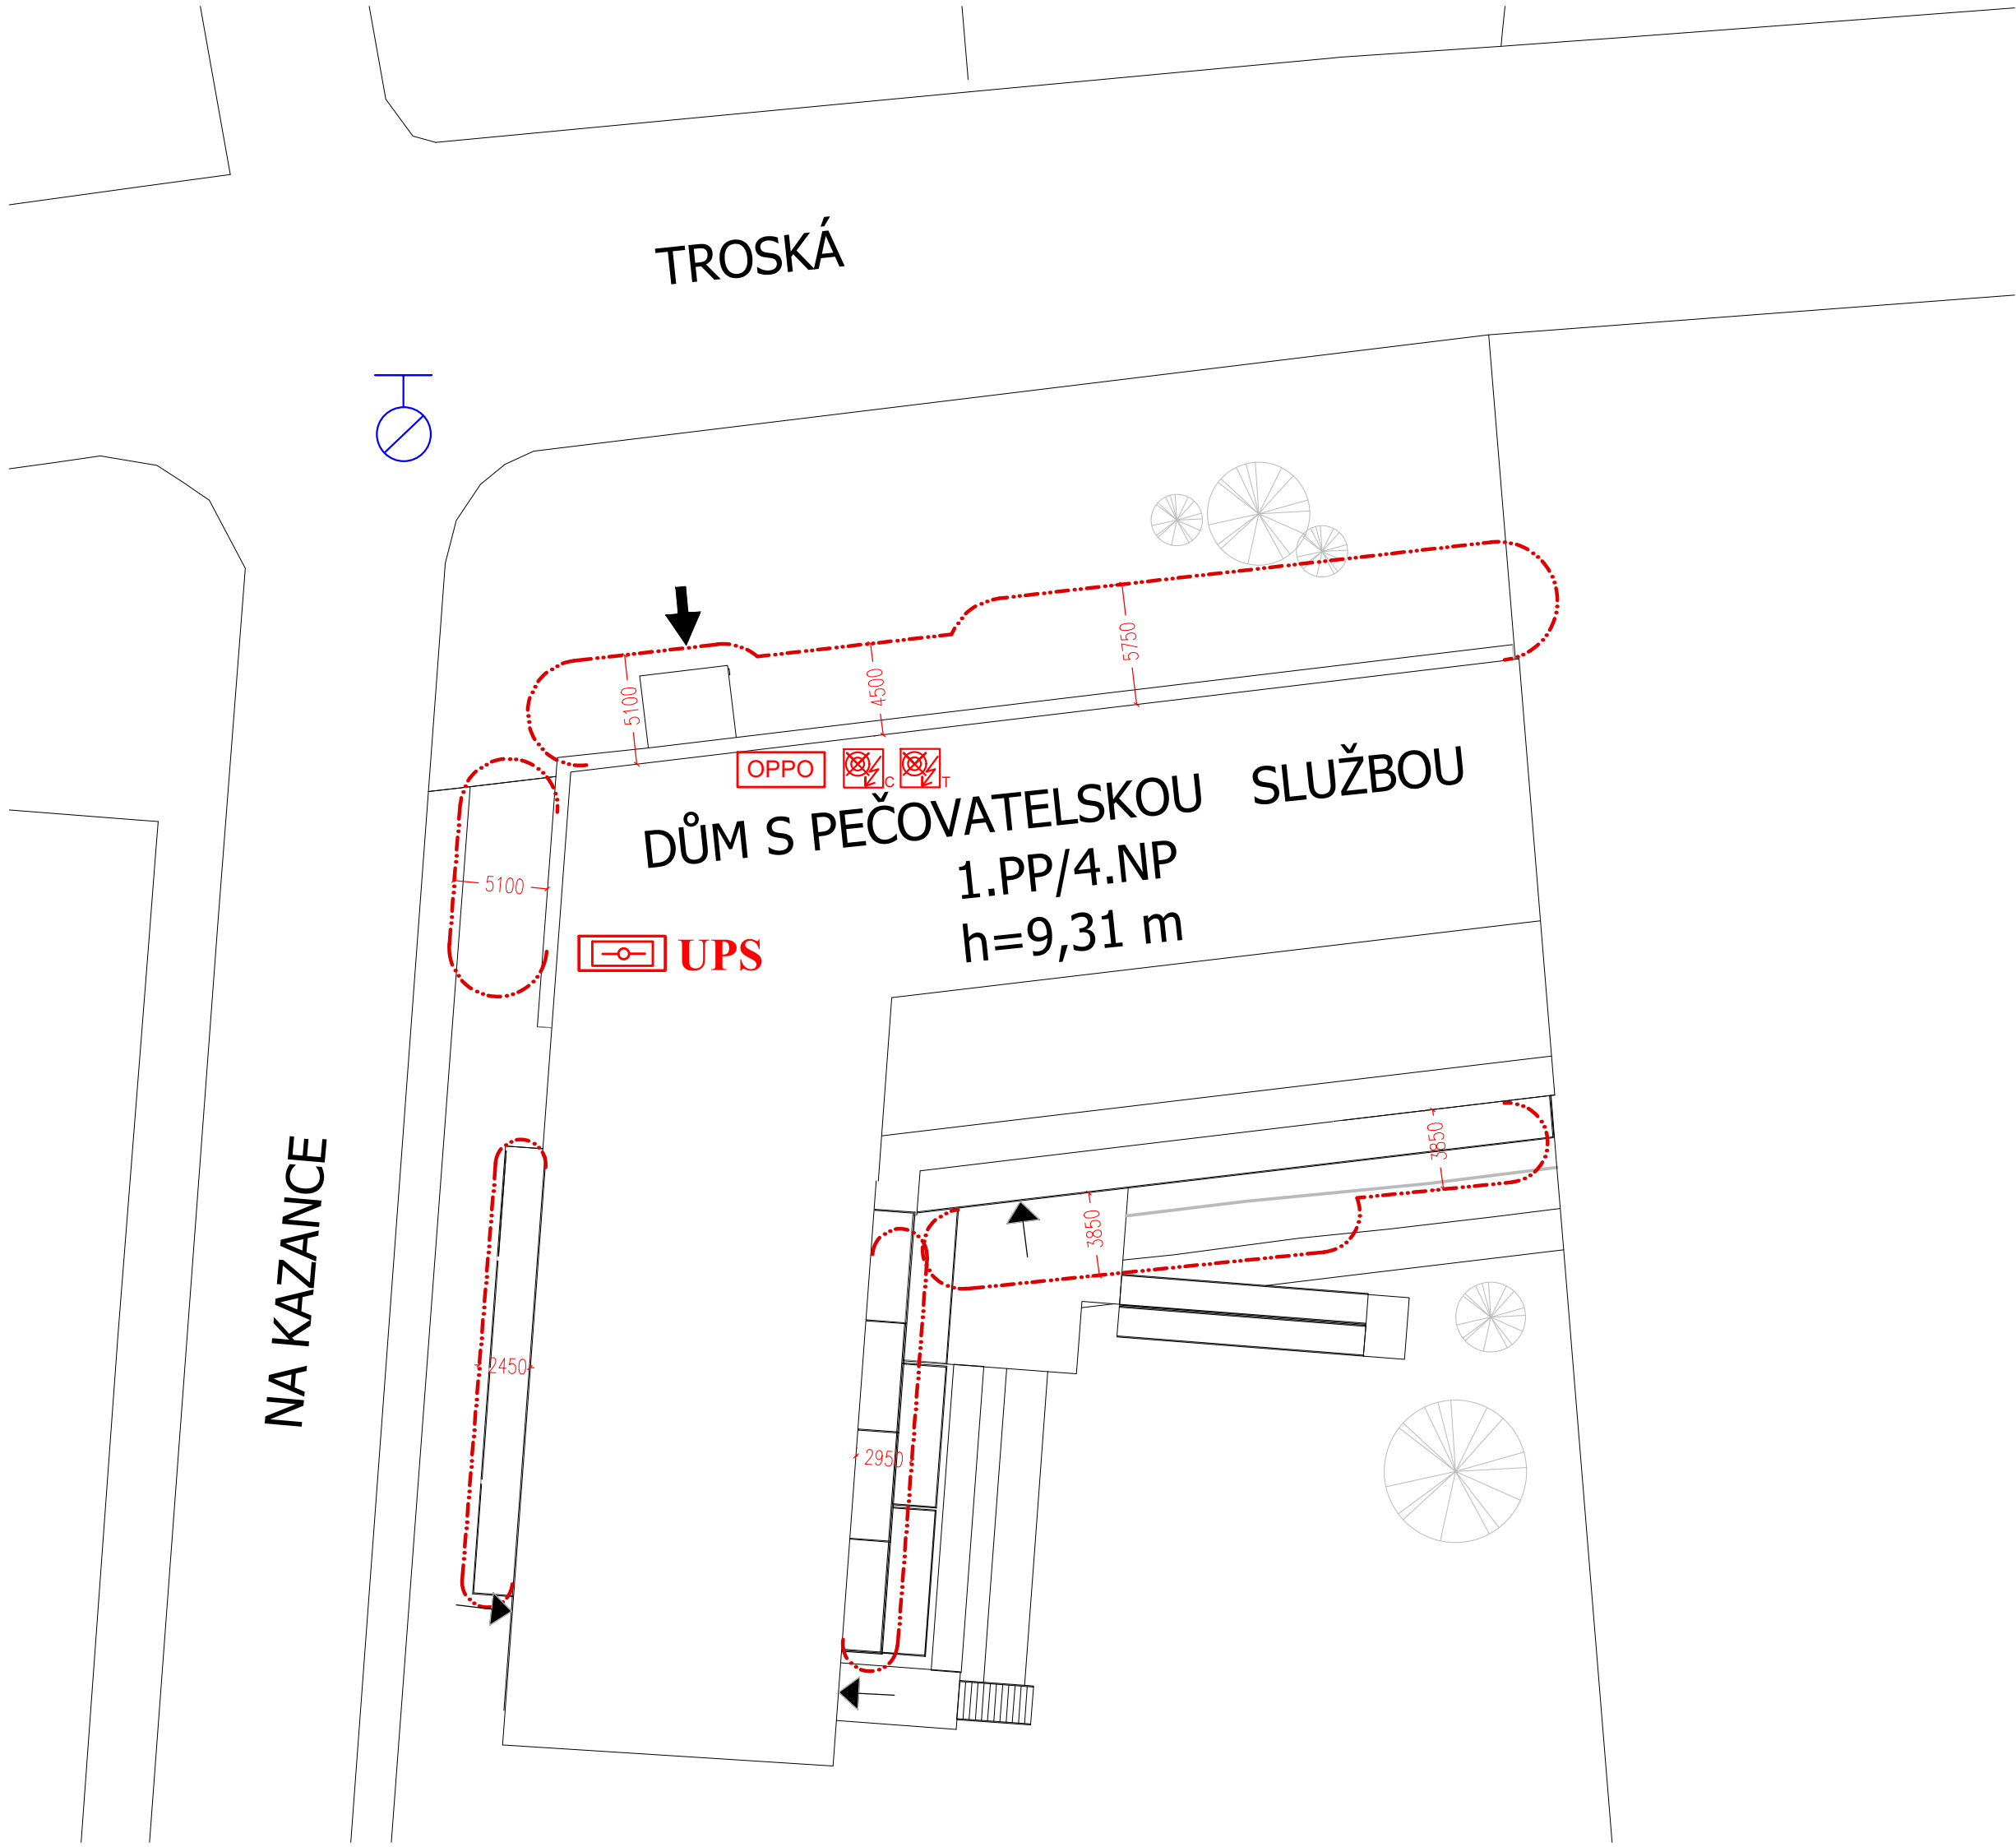 TROSKÁ
5750
4500
5100
OPPO
C
T
DŮM S PEČOVATELSKOU SLUŽBOU
1.PP/4.NP
h=9,31 m
5100
UPS
NA KAZANCE
3850
3850
2450
2950